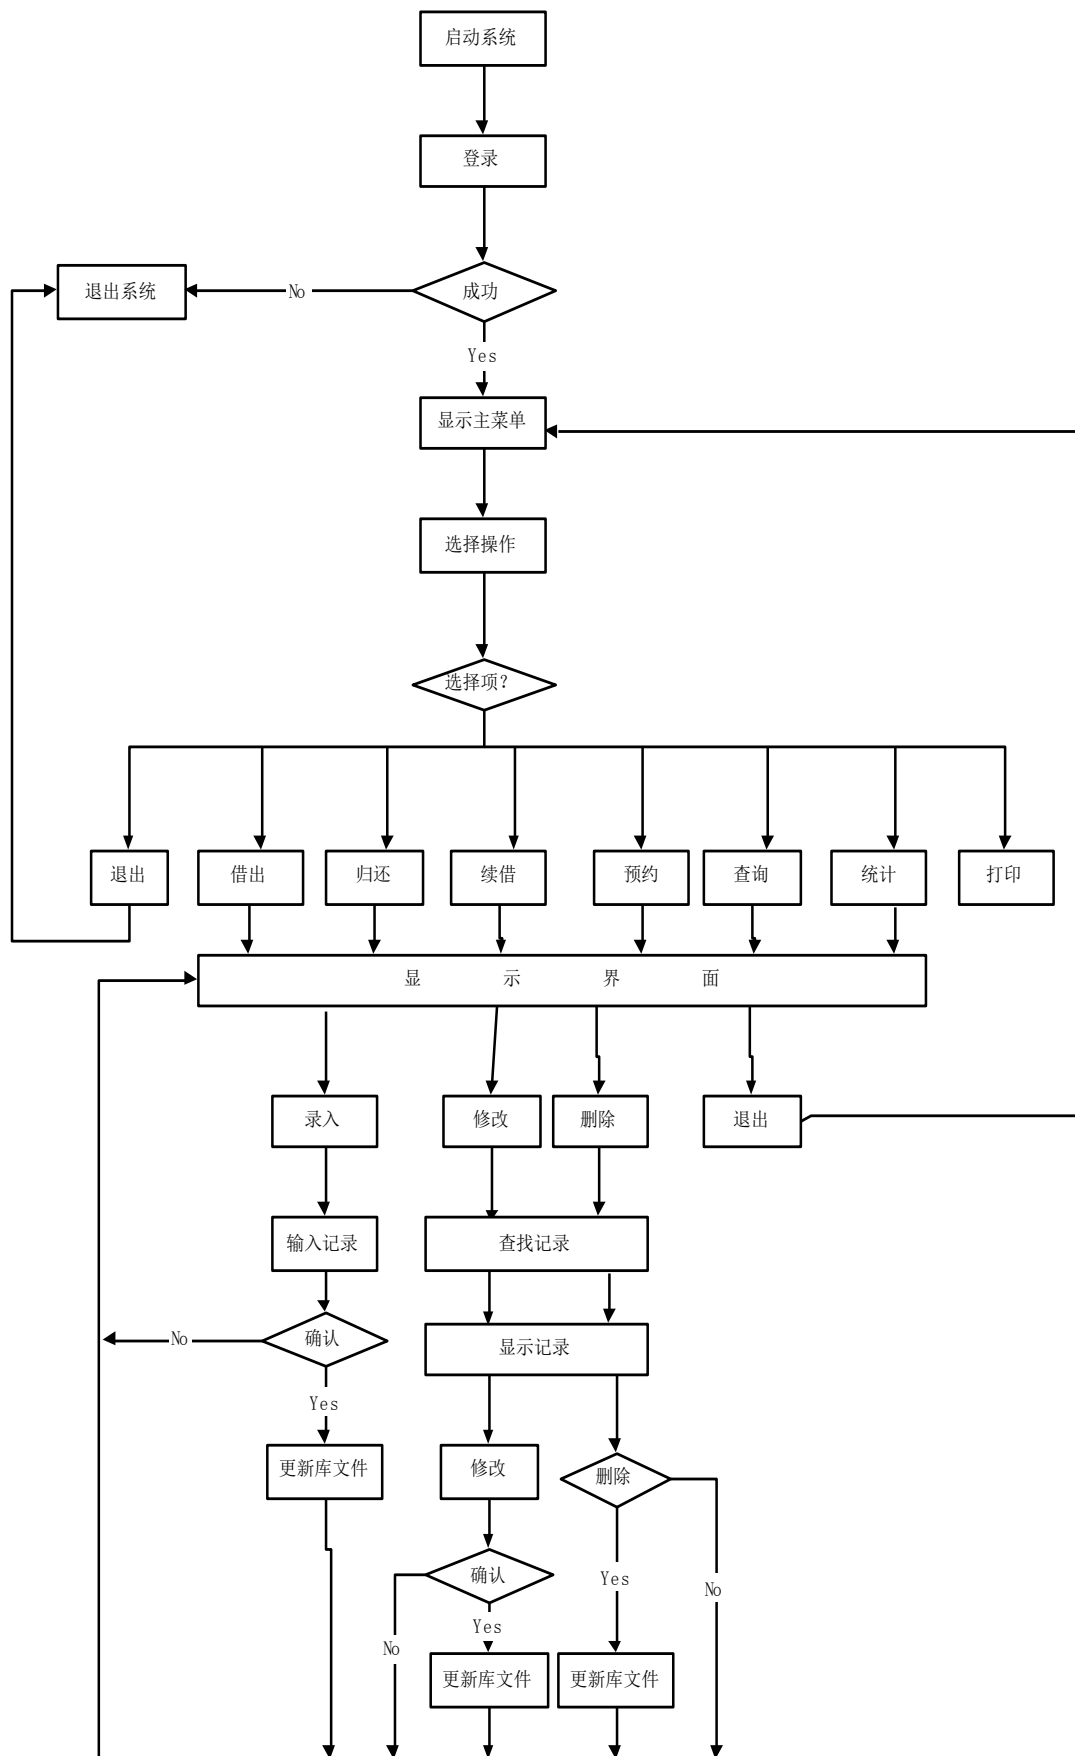 启动系统
登录
退出系统
No
成功
Yes
显示主菜单
选择操作
选择项?
退出
借出
归还
续借
预约
查询
统计
打印
显 示 界 面
录入
修改
删除
退出
输入记录
查找记录
No
确认
显示记录
Yes
更新库文件
修改
删除
确认
Yes
No
Yes
No
更新库文件
更新库文件